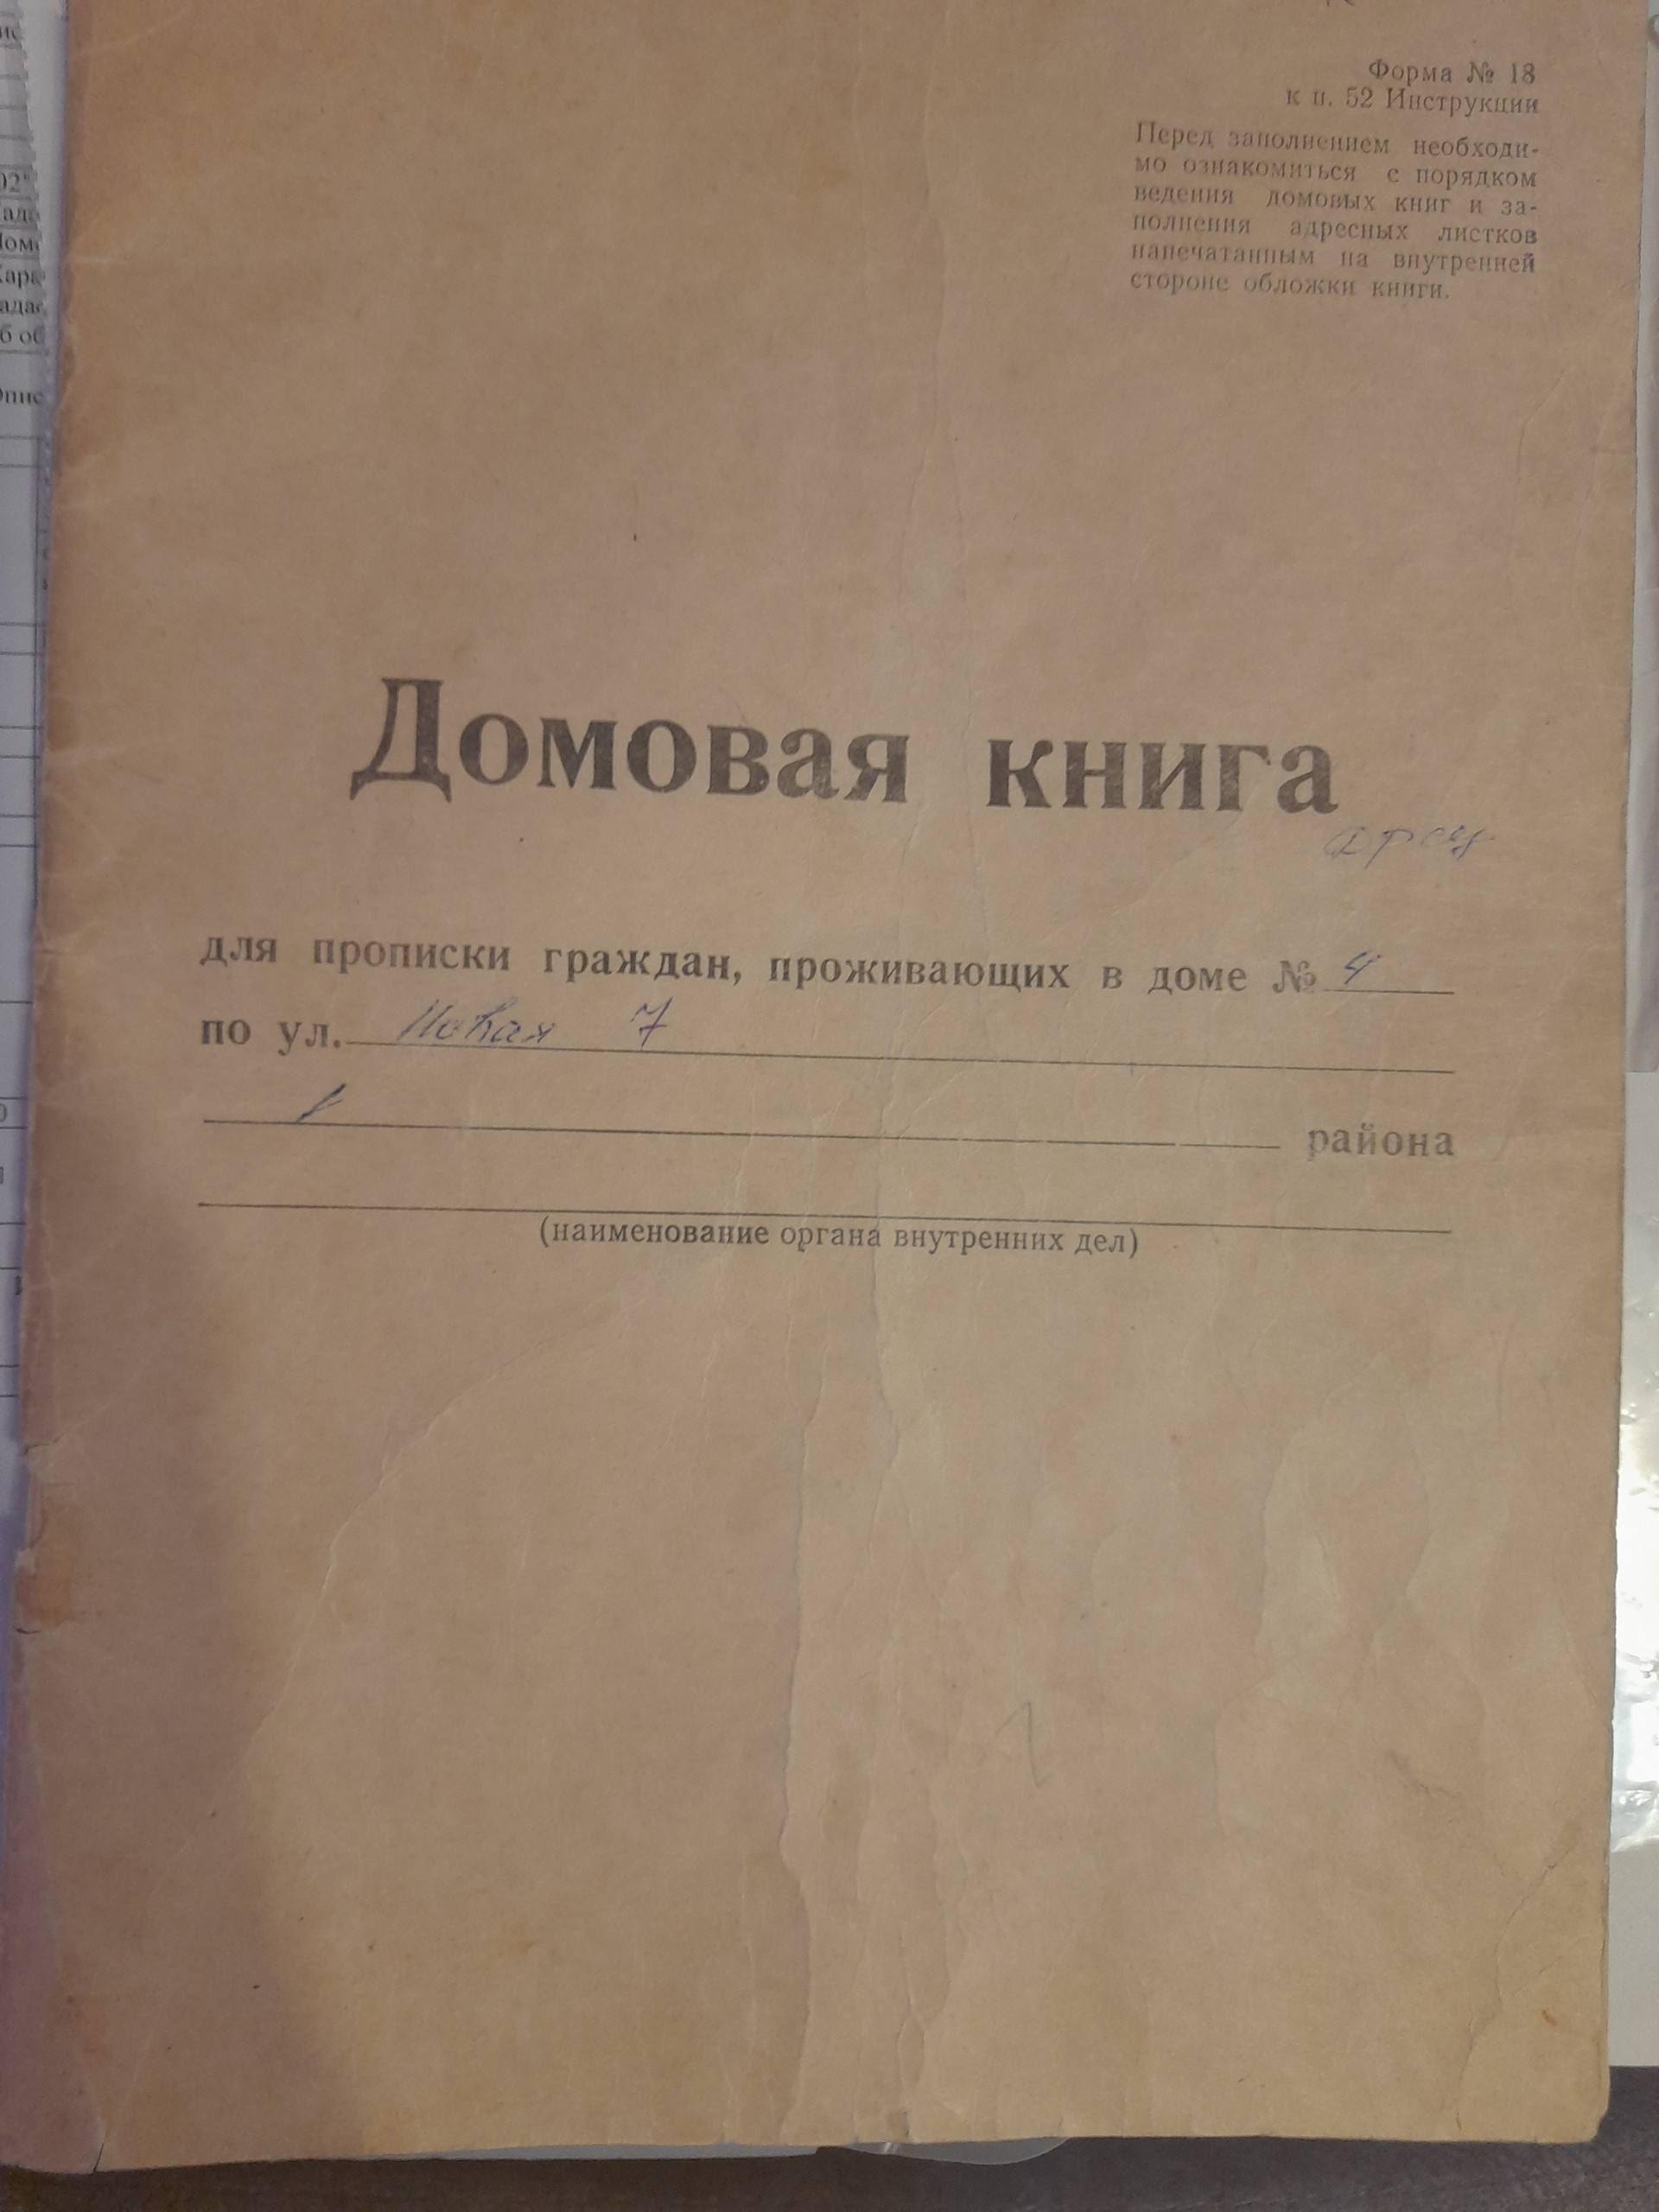 Форма № 18
к п. 52 Инструкции
Перед заполнением необходи-
мо ознакомиться с порядком
ведения домовых книг и за-
полнения адресных листков
напечатанным на внутренней
стороне обложки книги.
Домовая книга
для прописки граждан, проживающих в доме № 4
по ул. Новая 7
района
(наименование органа внутренних дел)